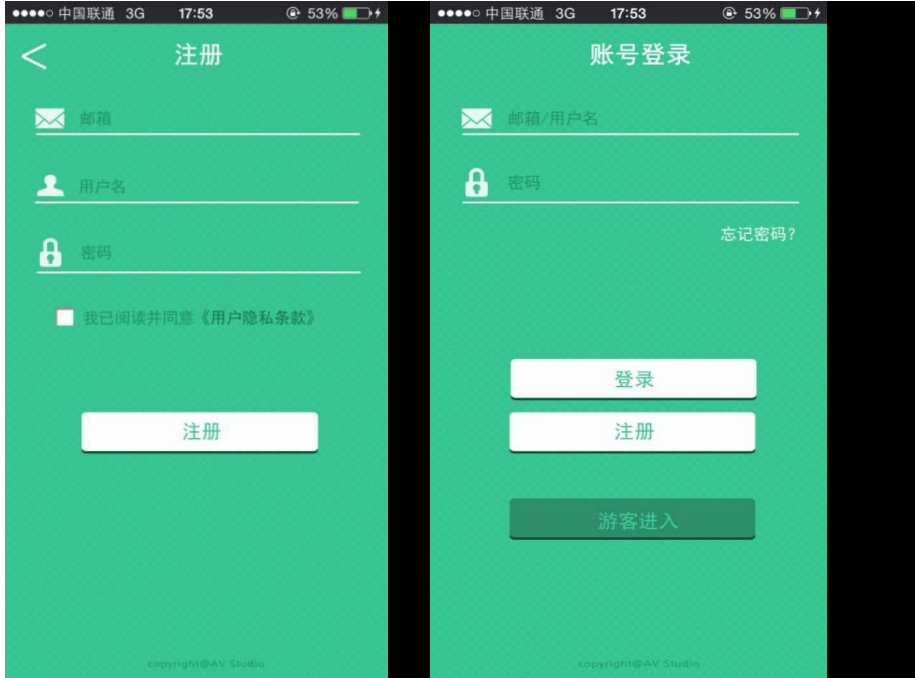 中国联通 3G 17:53 53%
< 注册
邮箱
用户名
密码
我已阅读并同意《用户隐私条款》
注册
copyright@AV Studio
中国联通 3G 17:53 53%
账号登录
邮箱/用户名
密码
忘记密码?
登录
注册
游客进入
copyright@AV Studio